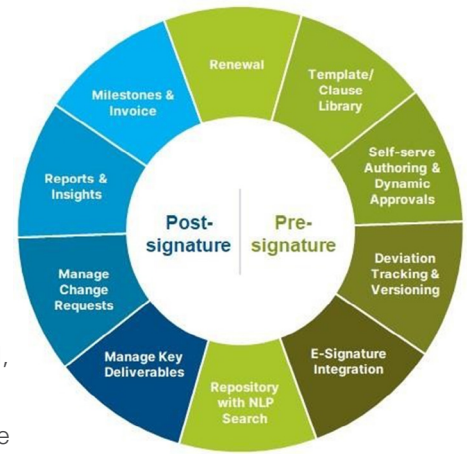 Renewal
Template/
Clause
Library
Self-serve
Authoring &
Dynamic
Approvals
Deviation
Tracking &
Versioning
E-Signature
Integration
Repository
with NLP
Search
Manage Key
Deliverables
Manage
Change
Requests
Reports &
Insights
Milestones &
Invoice
Post-
signature
Pre-
signature
,
e